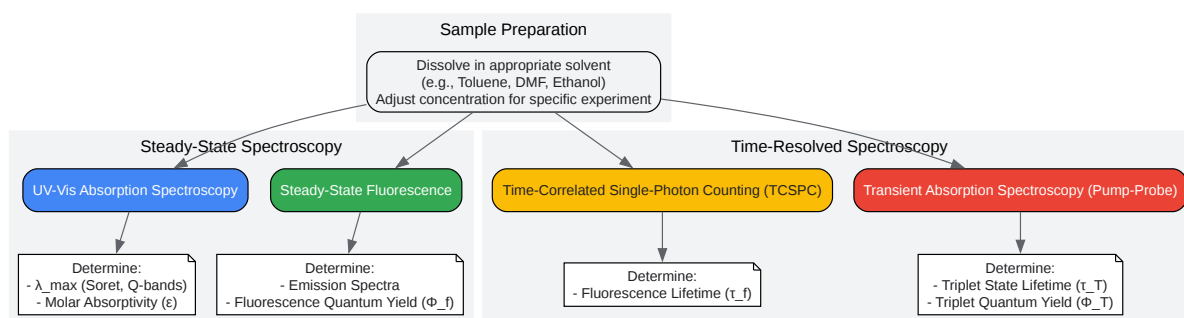 Sample Preparation
Dissolve in appropriate solvent
(e.g., Toluene, DMF, Ethanol)
Adjust concentration for specific experiment
Steady-State Spectroscopy
Time-Resolved Spectroscopy
UV-Vis Absorption Spectroscopy
Steady-State Fluorescence
Time-Correlated Single-Photon Counting (TCSPC)
Transient Absorption Spectroscopy (Pump-Probe)
Determine:
- λ_max (Soret, Q-bands)
- Molar Absorptivity (ε)
Determine:
- Emission Spectra
- Fluorescence Quantum Yield (Φ_f)
Determine:
- Fluorescence Lifetime (τ_f)
Determine:
- Triplet State Lifetime (τ_T)
- Triplet Quantum Yield (Φ_T)